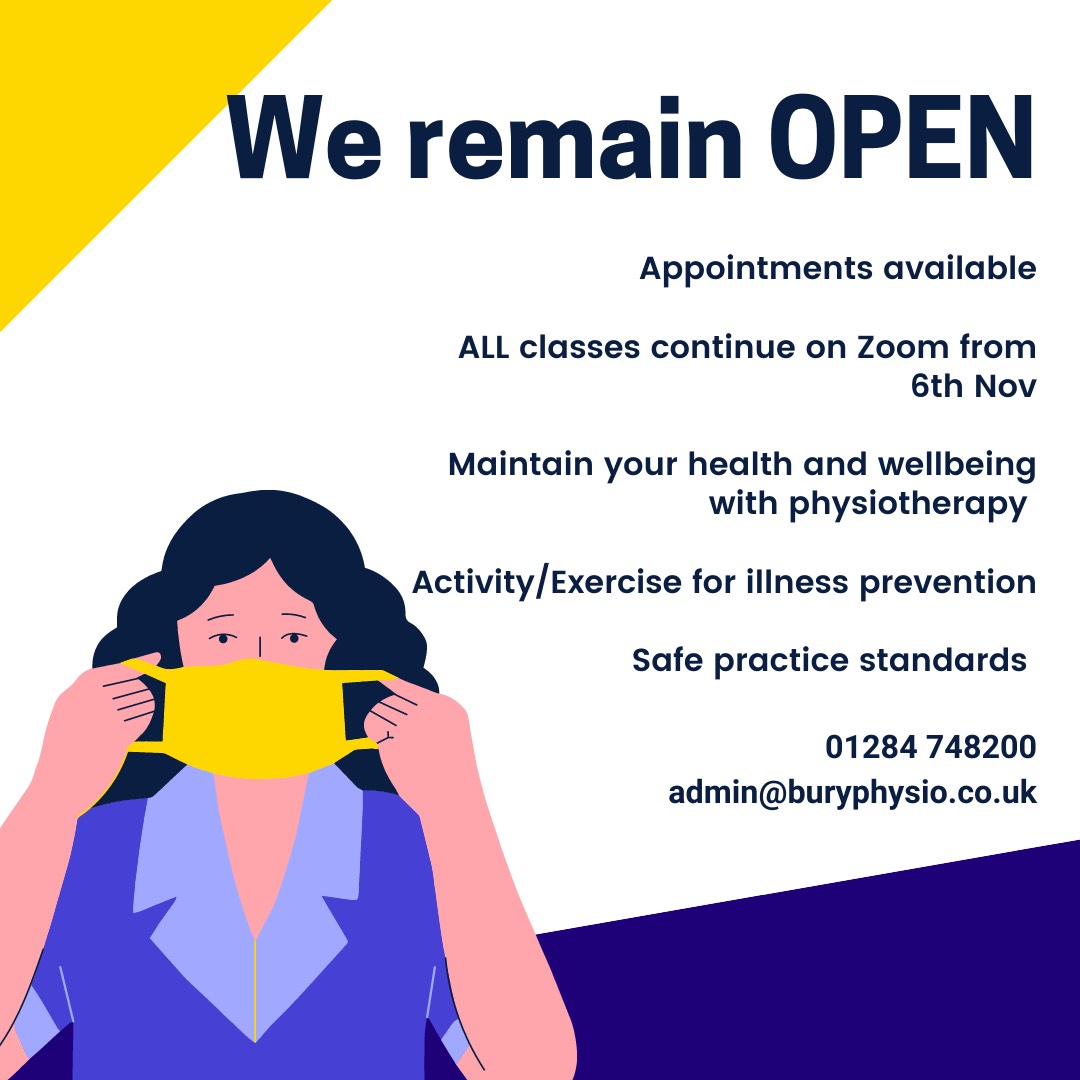 We remain OPEN
Appointments available
ALL classes continue on Zoom from
6th Nov
Maintain your health and wellbeing
with physiotherapy
Activity/Exercise for illness prevention
Safe practice standards
01284 748200
admin@buryphysio.co.uk